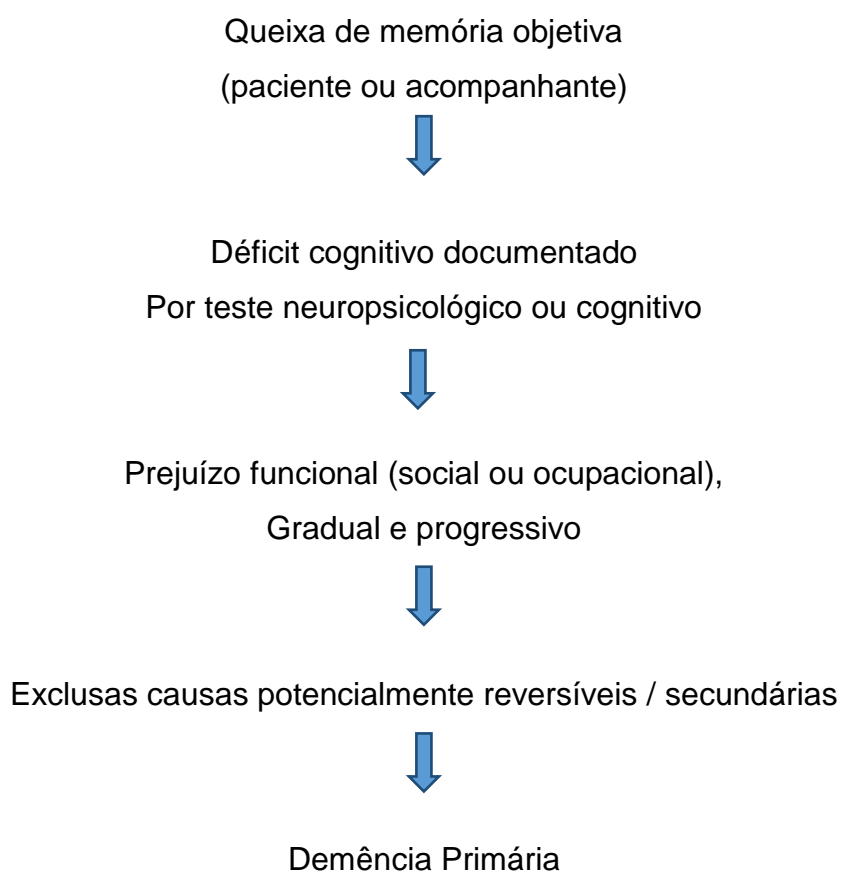 Queixa de memória objetiva
(paciente ou acompanhante)
Déficit cognitivo documentado
Por teste neuropsicológico ou cognitivo
Prejuízo funcional (social ou ocupacional),
Gradual e progressivo
Exclusas causas potencialmente reversíveis / secundárias
Demência Primária